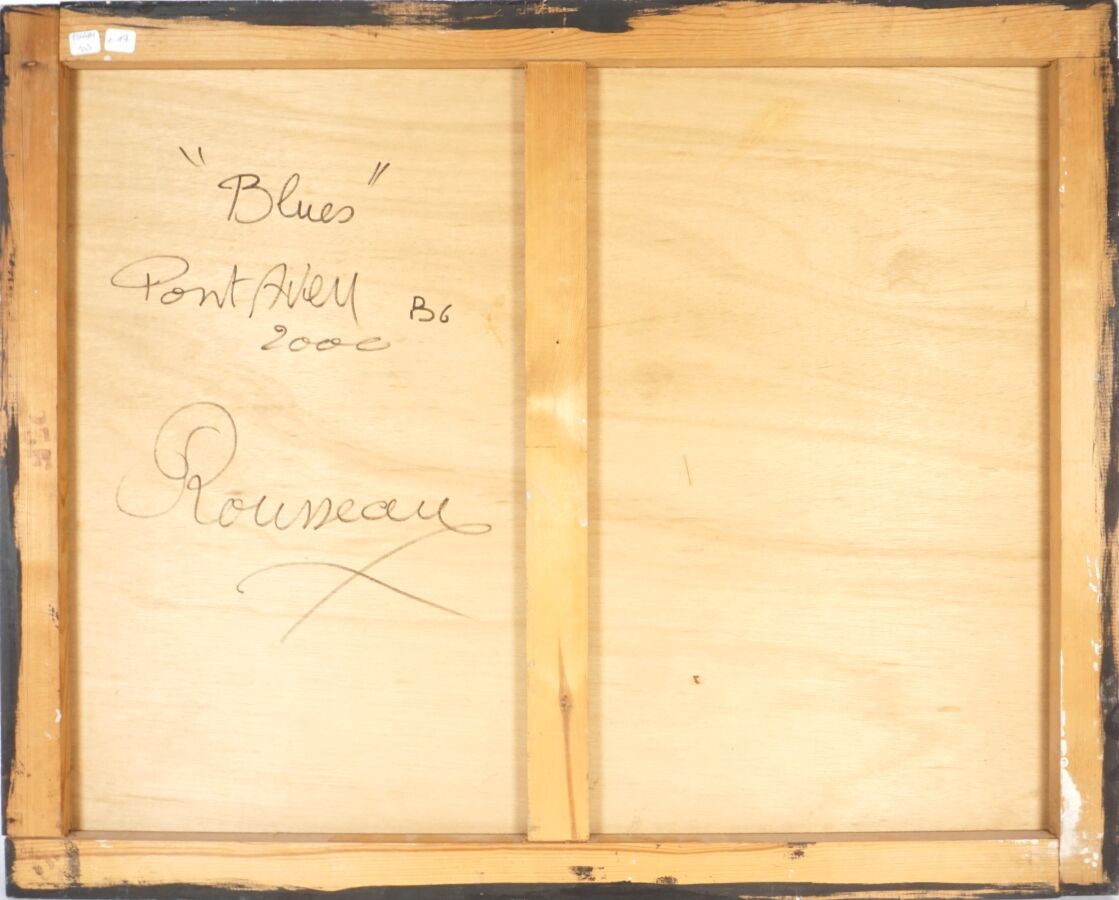 "Blues"
Pont Aven B6
2000
Rousseau